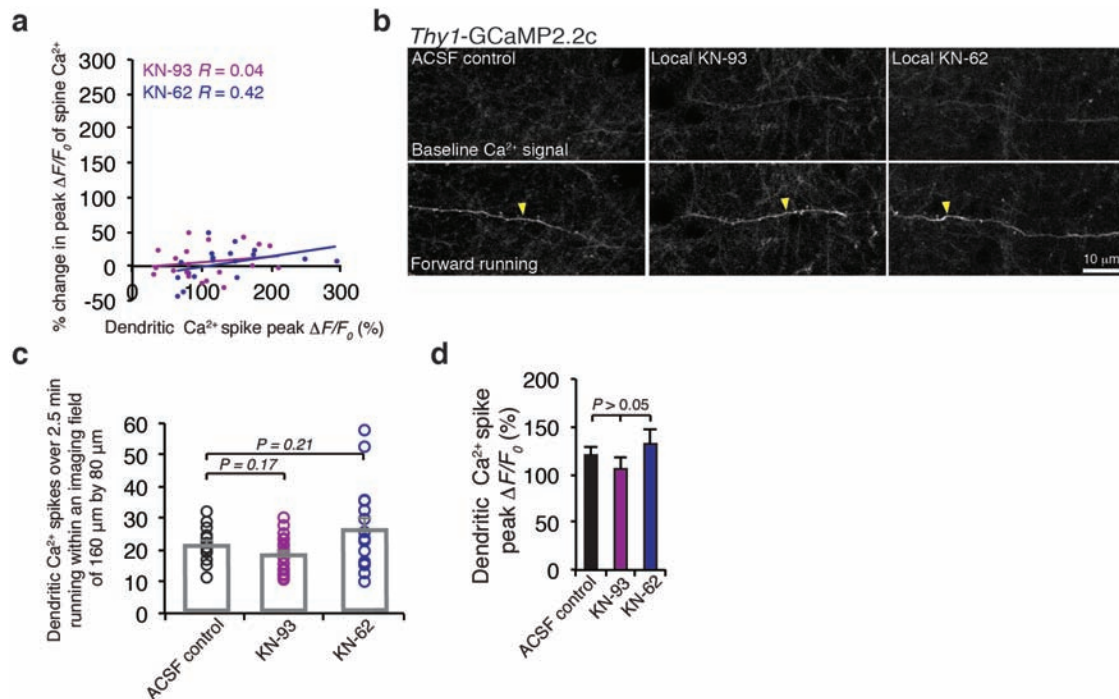 a
% change in peak ΔF/F₀ of spine Ca²⁺
300
250
200
150
100
50
0
-50
KN-93 R = 0.04
KN-62 R = 0.42
0 100 200 300
Dendritic Ca²⁺ spike peak ΔF/F₀ (%)
b
Thy1-GCaMP2.2c
ACSF control Local KN-93 Local KN-62
Baseline Ca²⁺ signal
Forward running
10 µm
c
Dendritic Ca²⁺ spikes over 2.5 min
running within an imaging field
of 160 µm by 80 µm
60
50
40
30
20
10
0
P = 0.21
P = 0.17
ACSF control
KN-93
KN-62
d
Dendritic Ca²⁺ spike
peak ΔF/F₀ (%)
200
150
100
50
0
P > 0.05
ACSF control
KN-93
KN-62